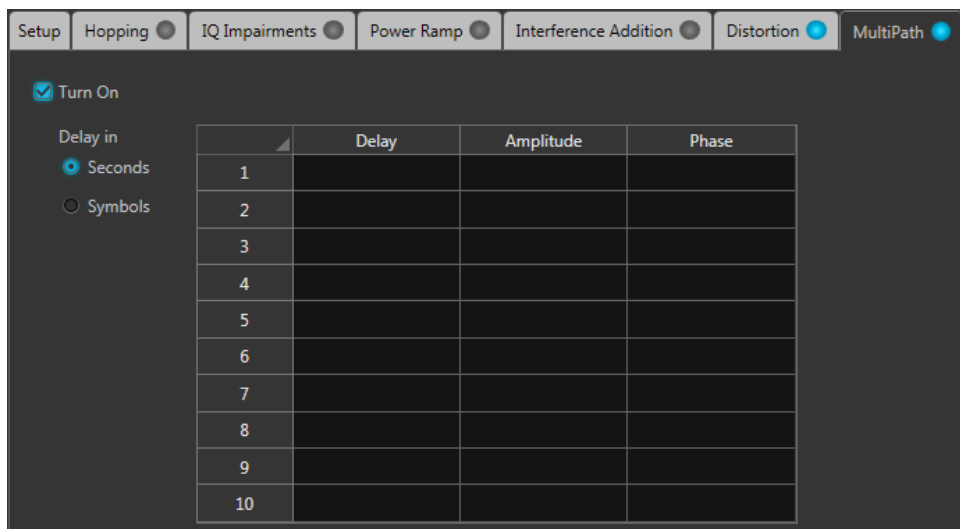 Setup Hopping IQ Impairments Power Ramp Interference Addition Distortion MultiPath
Turn On
Delay in
Seconds
Symbols
Delay Amplitude Phase
1
2
3
4
5
6
7
8
9
10